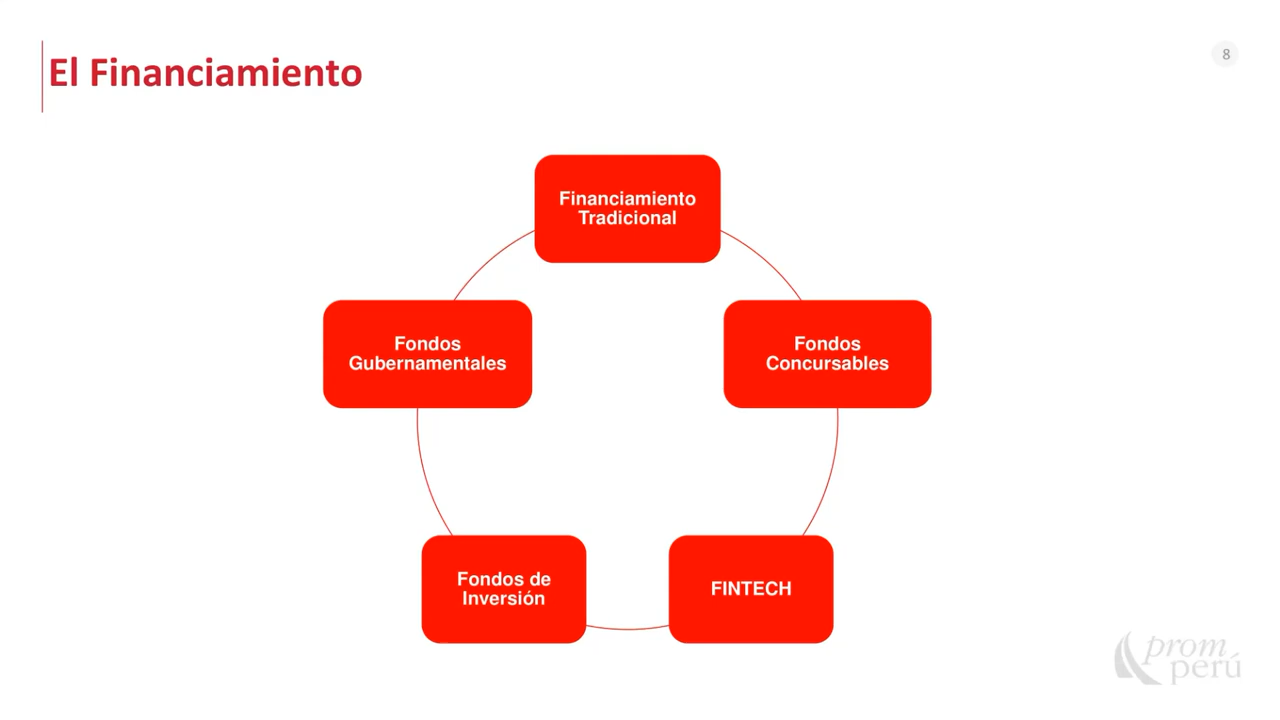 El Financiamiento
8
Financiamiento
Tradicional
Fondos
Gubernamentales
Fondos
Concursables
Fondos de
Inversión
FINTECH
prom
perú